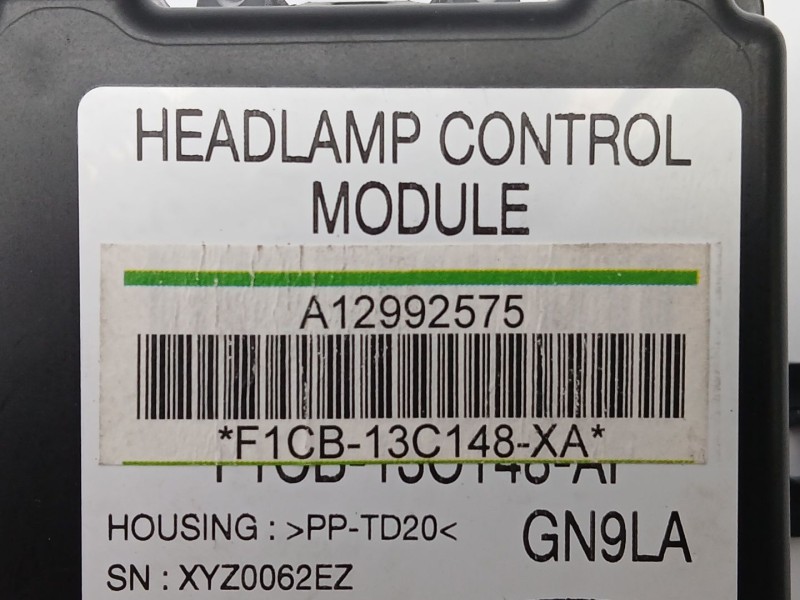 HEADLAMP CONTROL
MODULE
A12992575
*F1CB-13C148-XA*
HOUSING : >PP-TD20<
GN9LA
SN : XYZ0062EZ